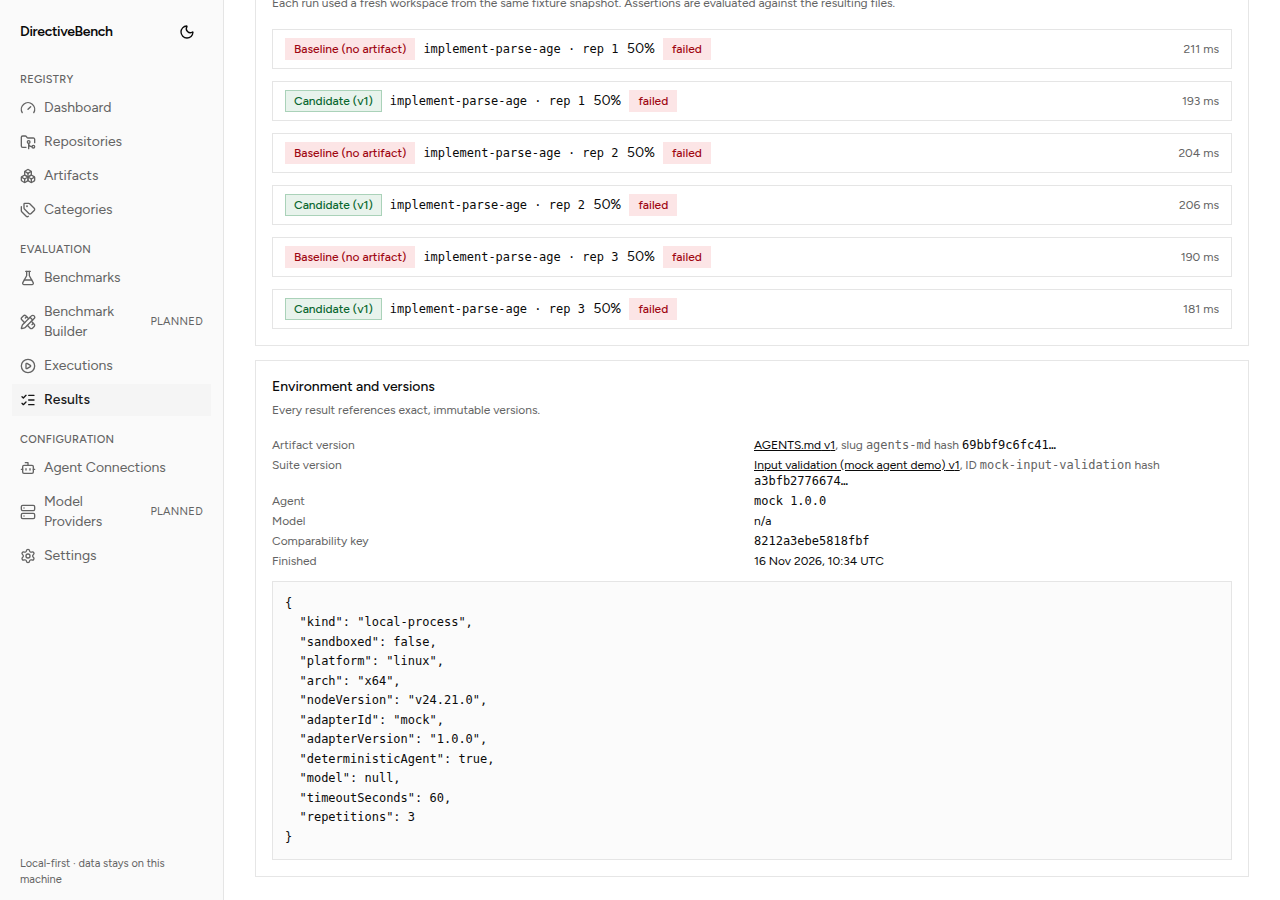 DirectiveBench
REGISTRY
Dashboard
Repositories
Artifacts
Categories
EVALUATION
Benchmarks
Benchmark
Builder
PLANNED
Executions
Results
CONFIGURATION
Agent Connections
Model
Providers
PLANNED
Settings
Local-first · data stays on this
machine
Each run used a fresh workspace from the same fixture snapshot. Assertions are evaluated against the resulting files.
Baseline (no artifact) implement-parse-age · rep 1 50% failed 211 ms
Candidate (v1) implement-parse-age · rep 1 50% failed 193 ms
Baseline (no artifact) implement-parse-age · rep 2 50% failed 204 ms
Candidate (v1) implement-parse-age · rep 2 50% failed 206 ms
Baseline (no artifact) implement-parse-age · rep 3 50% failed 190 ms
Candidate (v1) implement-parse-age · rep 3 50% failed 181 ms
Environment and versions
Every result references exact, immutable versions.
Artifact version AGENTS.md v1, slug agents-md hash 69bbf9c6fc41…
Suite version Input validation (mock agent demo) v1, ID mock-input-validation hash
a3bfb2776674…
Agent mock 1.0.0
Model n/a
Comparability key 8212a3ebe5818fbf
Finished 16 Nov 2026, 10:34 UTC
{
  "kind": "local-process",
  "sandboxed": false,
  "platform": "linux",
  "arch": "x64",
  "nodeVersion": "v24.21.0",
  "adapterId": "mock",
  "adapterVersion": "1.0.0",
  "deterministicAgent": true,
  "model": null,
  "timeoutSeconds": 60,
  "repetitions": 3
}